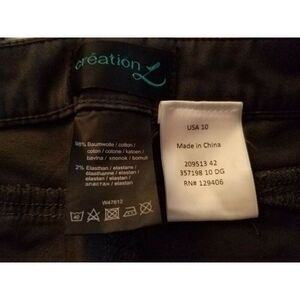 création L
98% Baumwolle / cotton /
coton / cotone / katoen /
bavlna / хлопок / bomull
2% Elasthan / elastane /
élasthanne / elastan /
elastan / elastan /
эластан / elastan
W47612
USA 10
Made in China
209513 42
357198 10 DG
RN# 129406